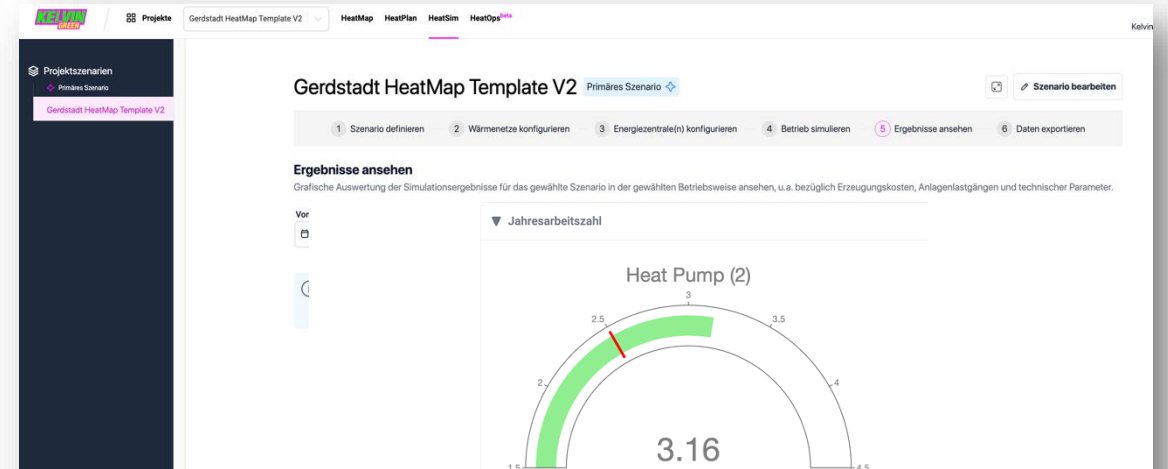 KELVIN
GREEN
Projekte
Gerdstadt HeatMap Template V2
HeatMap
HeatPlan
HeatSim
HeatOps beta
Kelvin
Projektszenarien
Primäres Szenario
Gerdstadt HeatMap Template V2
Gerdstadt HeatMap Template V2
Primäres Szenario
Szenario bearbeiten
1 Szenario definieren
2 Wärmenetze konfigurieren
3 Energiezentrale(n) konfigurieren
4 Betrieb simulieren
5 Ergebnisse ansehen
6 Daten exportieren
Ergebnisse ansehen
Grafische Auswertung der Simulationsergebnisse für das gewählte Szenario in der gewählten Betriebsweise ansehen, u.a. bezüglich Erzeugungskosten, Anlagenlastgängen und technischer Parameter.
Jahresarbeitszahl
Heat Pump (2)
3
2.5
3.5
2
4
3.16
1.5
4.5